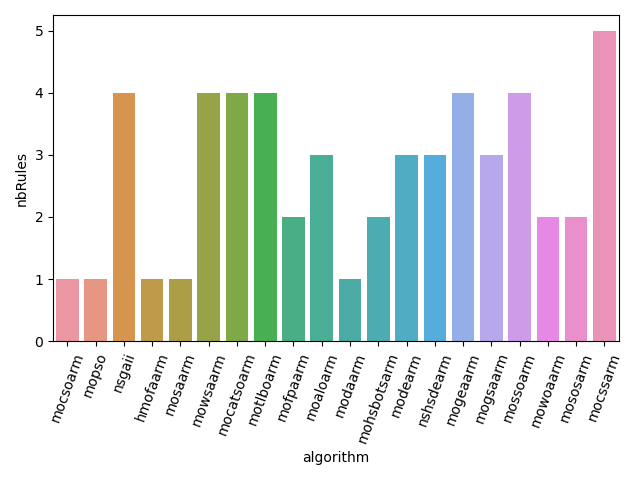 5
4
3
2
1
0
nbRules
mocsoarm
mopso
nsgaii
hmofaarm
mosaarm
mowsaarm
mocatsoarm
motlboarm
mofpaarm
moaloarm
modaarm
mohsbotsarm
modearm
nshsdearm
mogeaarm
mogsaarm
mossoarm
mowoaarm
mososarm
mocssarm
algorithm